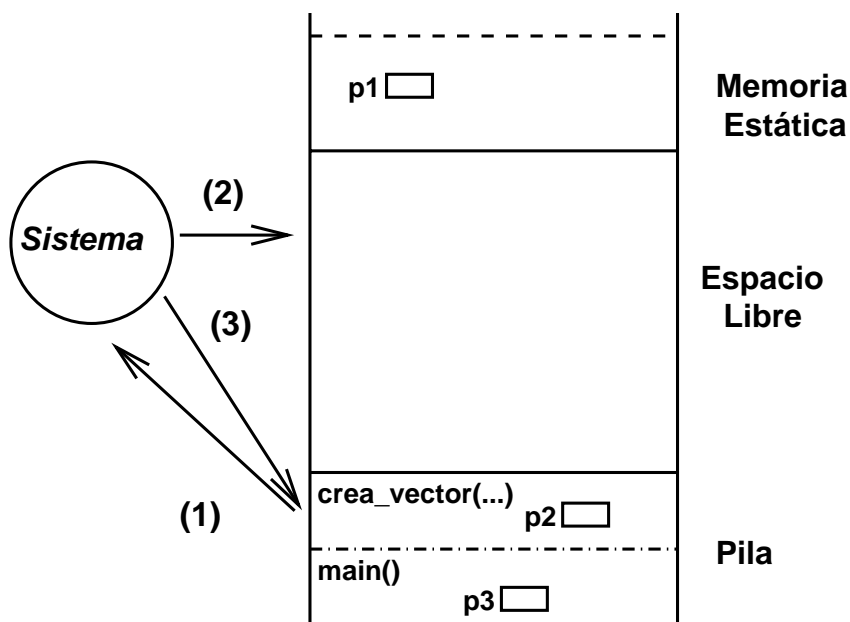 p1
Memoria
Estática
(2)
Sistema
Espacio
Libre
(3)
crea_vector(...)
(1)
p2
Pila
main()
p3